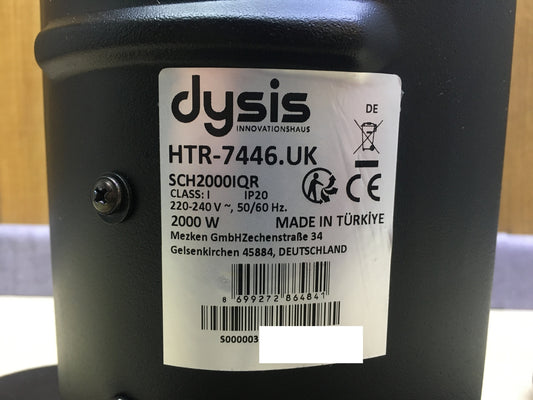 dysis
INNOVATIONSHAUS
DE
HTR-7446.UK
SCH2000IQR
CLASS: I IP20
220-240 V ~, 50/60 Hz.
2000 W MADE IN TÜRKİYE
CE
Mezken GmbHZechenstraße 34
Gelsenkirchen 45884, DEUTSCHLAND
8 699272 864841
S000003